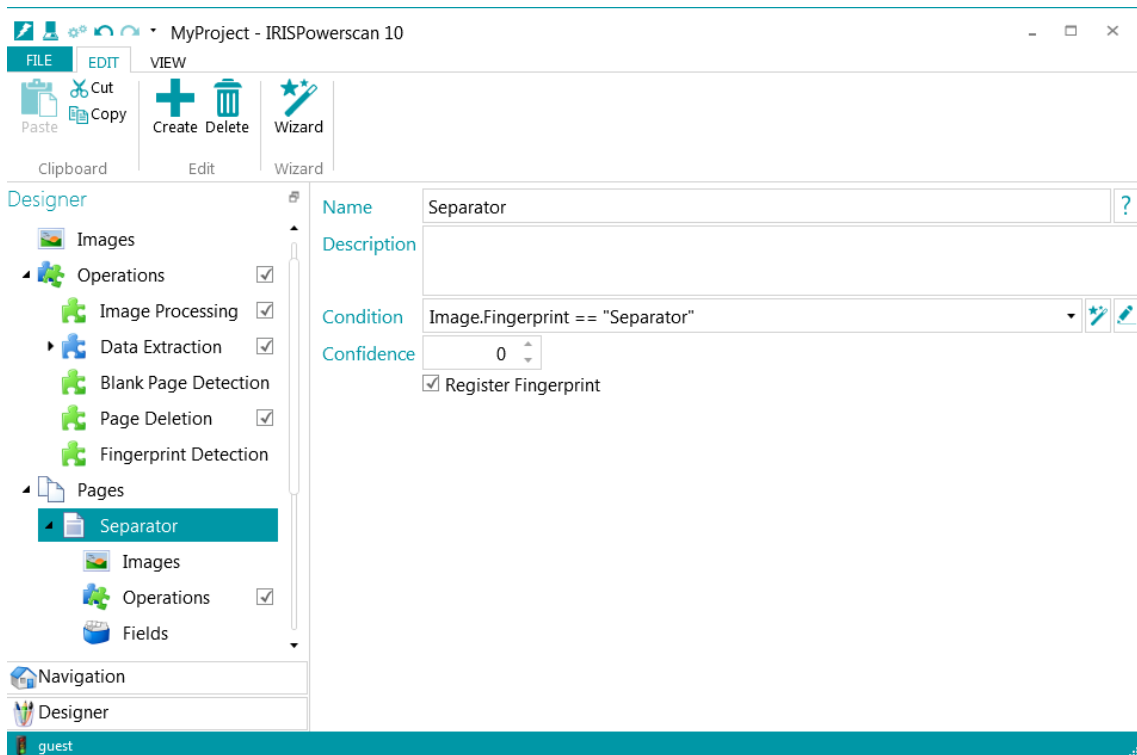 MyProject - IRISPowerscan 10
FILE EDIT VIEW
Paste Cut Copy Create Delete Wizard
Clipboard Edit Wizard
Designer
Images
Operations
Image Processing
Data Extraction
Blank Page Detection
Page Deletion
Fingerprint Detection
Pages
Separator
Images
Operations
Fields
Navigation
Designer
Name Separator ?
Description
Condition Image.Fingerprint == "Separator"
Confidence 0
Register Fingerprint
guest